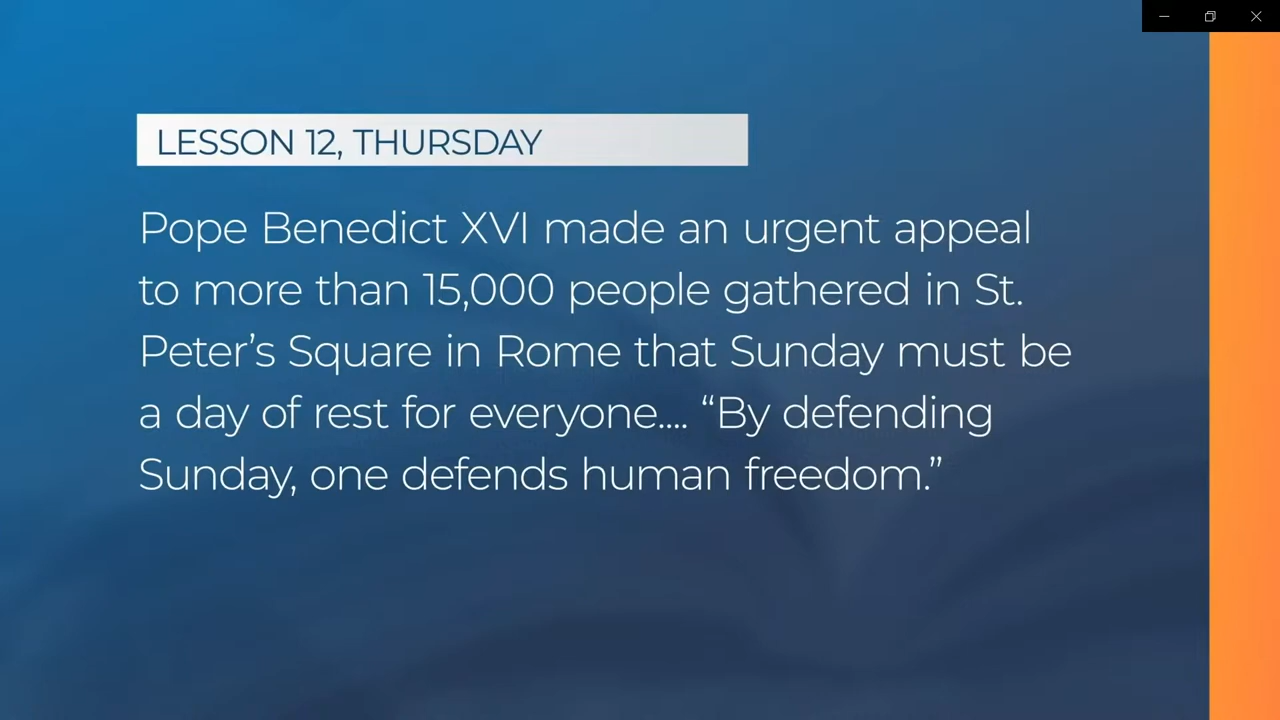 LESSON 12, THURSDAY
Pope Benedict XVI made an urgent appeal
to more than 15,000 people gathered in St.
Peter’s Square in Rome that Sunday must be
a day of rest for everyone.... “By defending
Sunday, one defends human freedom.”